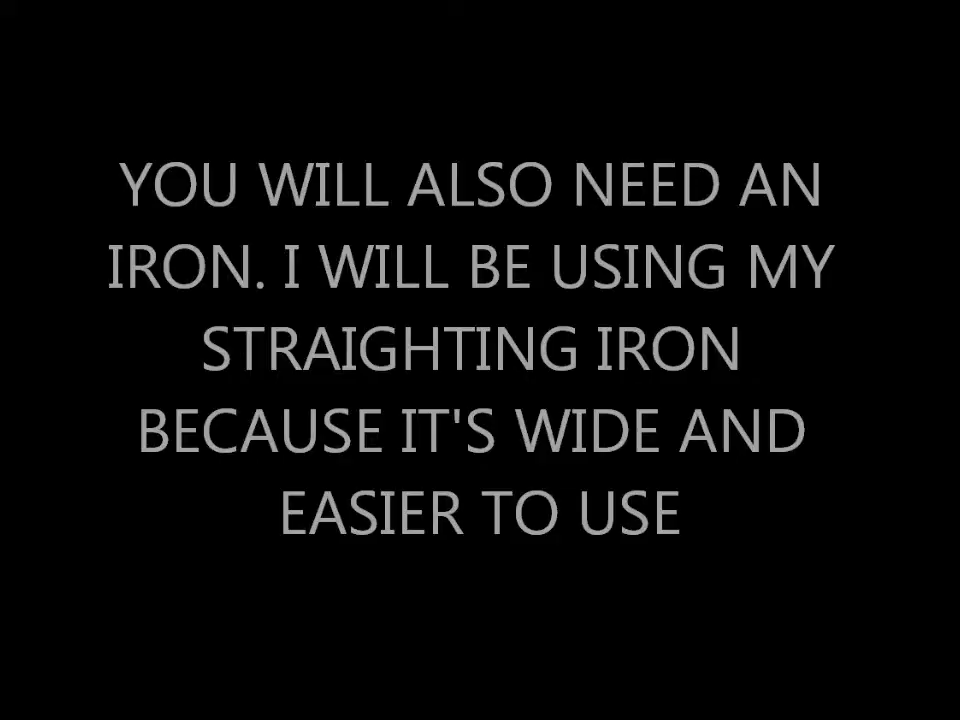 YOU WILL ALSO NEED AN
IRON. I WILL BE USING MY
STRAIGHTING IRON
BECAUSE IT'S WIDE AND
EASIER TO USE